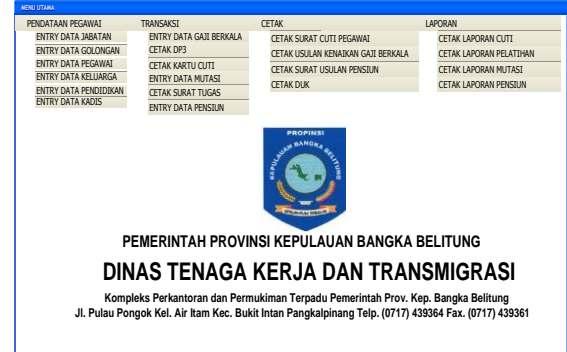 MENU UTAMA
PENDATAAN PEGAWAI
ENTRY DATA JABATAN
ENTRY DATA GOLONGAN
ENTRY DATA PEGAWAI
ENTRY DATA KELUARGA
ENTRY DATA PENDIDIKAN
ENTRY DATA KADIS
TRANSAKSI
ENTRY DATA GAJI BERKALA
CETAK DP3
CETAK KARTU CUTI
ENTRY DATA MUTASI
CETAK SURAT TUGAS
ENTRY DATA PENSIUN
CETAK
CETAK SURAT CUTI PEGAWAI
CETAK USULAN KENAIKAN GAJI BERKALA
CETAK SURAT USULAN PENSIUN
CETAK DUK
LAPORAN
CETAK LAPORAN CUTI
CETAK LAPORAN PELATIHAN
CETAK LAPORAN MUTASI
CETAK LAPORAN PENSIUN
PROPINSI
KEPULAUAN BANGKA BELITUNG
PEMERINTAH PROVINSI KEPULAUAN BANGKA BELITUNG
DINAS TENAGA KERJA DAN TRANSMIGRASI
Kompleks Perkantoran dan Permukiman Terpadu Pemerintah Prov. Kep. Bangka Belitung
Jl. Pulau Pongok Kel. Air Itam Kec. Bukit Intan Pangkalpinang Telp. (0717) 439364 Fax. (0717) 439361